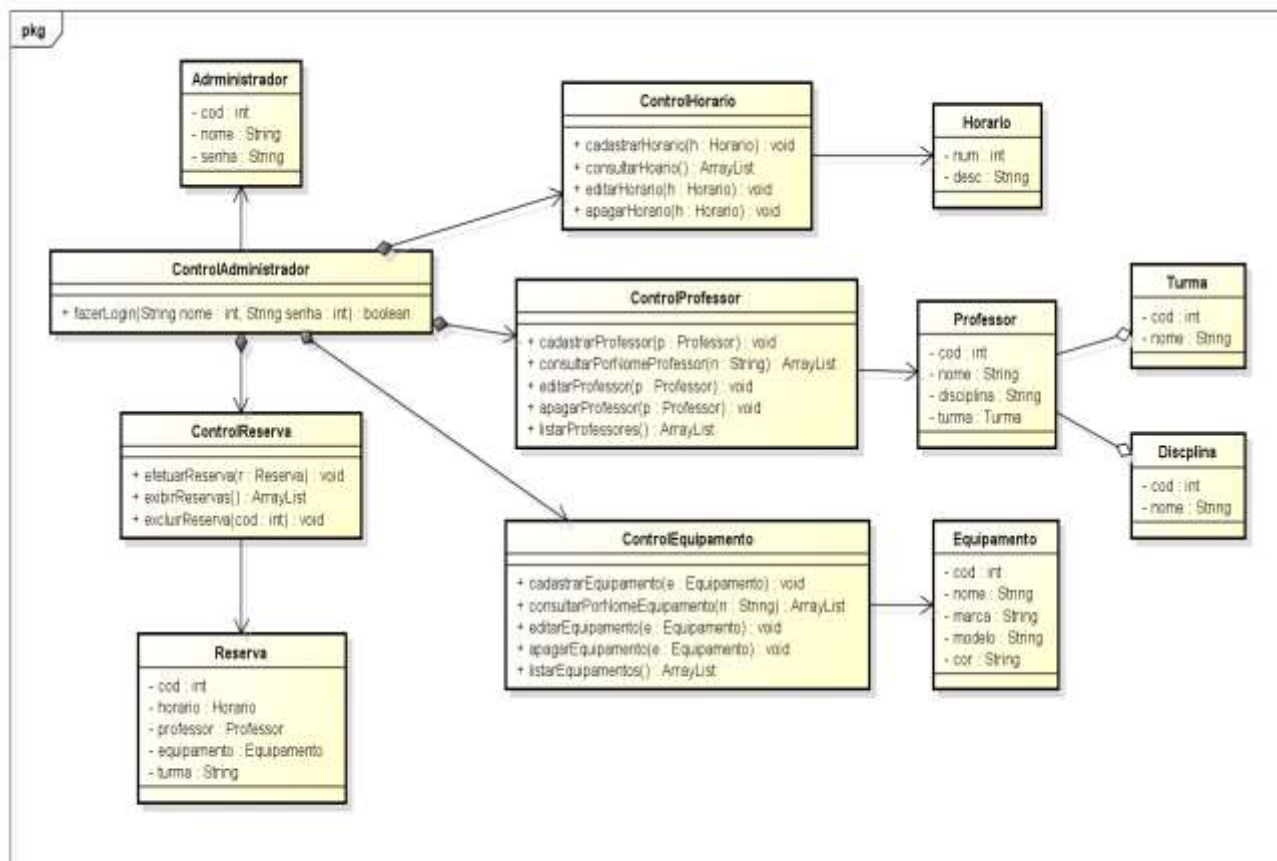 pkg
Adrministrador
- cod : int
- nome : String
- senha : String
ControlHorario
+ cadastrarHorario(h : Horario) : void
+ consultarHoario() : ArrayList
+ editarHorario(h : Horario) : void
+ apagarHorario(h : Horario) : void
Horario
- num : int
- desc : String
ControlAdministrador
+ fazerLogin(String nome : int, String senha : int) : boolean
ControlProfessor
+ cadastrarProfessor(p : Professor) : void
+ consultarPorNomeProfessor(n : String) : ArrayList
+ editarProfessor(p : Professor) : void
+ apagarProfessor(p : Professor) : void
+ listarProfessores() : ArrayList
Professor
- cod : int
- nome : String
- disciplina : String
- turma : Turma
Turma
- cod : int
- nome : String
Discplina
- cod : int
- nome : String
ControlReserva
+ efetuarReserva(r : Reserva) : void
+ exibirReservas() : ArrayList
+ excluirReserva(cod : int) : void
ControlEquipamento
+ cadastrarEquipamento(e : Equipamento) : void
+ consultarPorNomeEquipamento(n : String) : ArrayList
+ editarEquipamento(e : Equipamento) : void
+ apagarEquipamento(e : Equipamento) : void
+ listarEquipamentos() : ArrayList
Equipamento
- cod : int
- nome : String
- marca : String
- modelo : String
- cor : String
Reserva
- cod : int
- horario : Horario
- professor : Professor
- equipamento : Equipamento
- turma : String